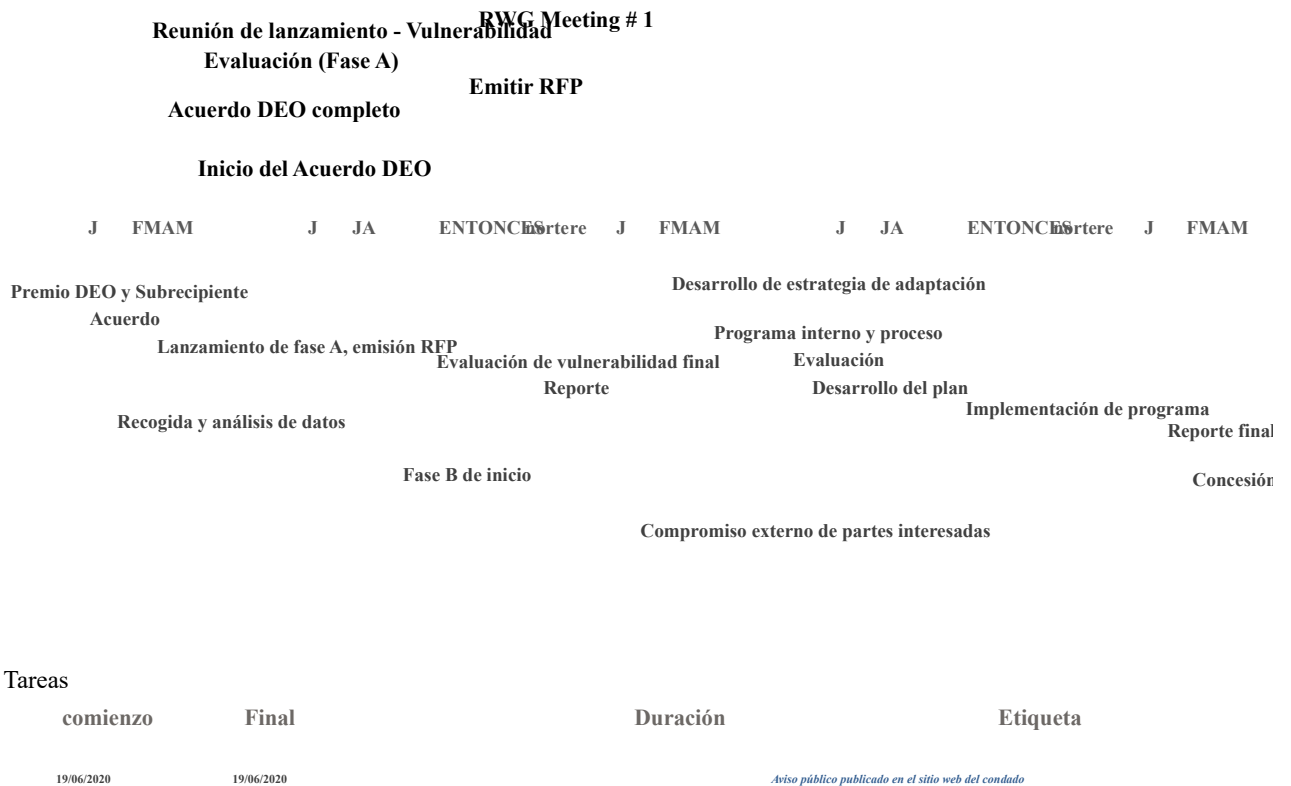 RWG Meeting # 1
Reunión de lanzamiento - Vulnerabilidad
Evaluación (Fase A)
Emitir RFP
Acuerdo DEO completo
Inicio del Acuerdo DEO
J FMAM J JA ENTONCES nortere J FMAM J JA ENTONCES nortere J FMAM
Premio DEO y Subrecipiente
Acuerdo
Lanzamiento de fase A, emisión RFP
Recogida y análisis de datos
Evaluación de vulnerabilidad final
Reporte
Fase B de inicio
Desarrollo de estrategia de adaptación
Programa interno y proceso
Evaluación
Desarrollo del plan
Implementación de programa
Reporte final
Concesión
Compromiso externo de partes interesadas
Tareas
comienzo Final Duración Etiqueta
19/06/2020 19/06/2020 Aviso público publicado en el sitio web del condado